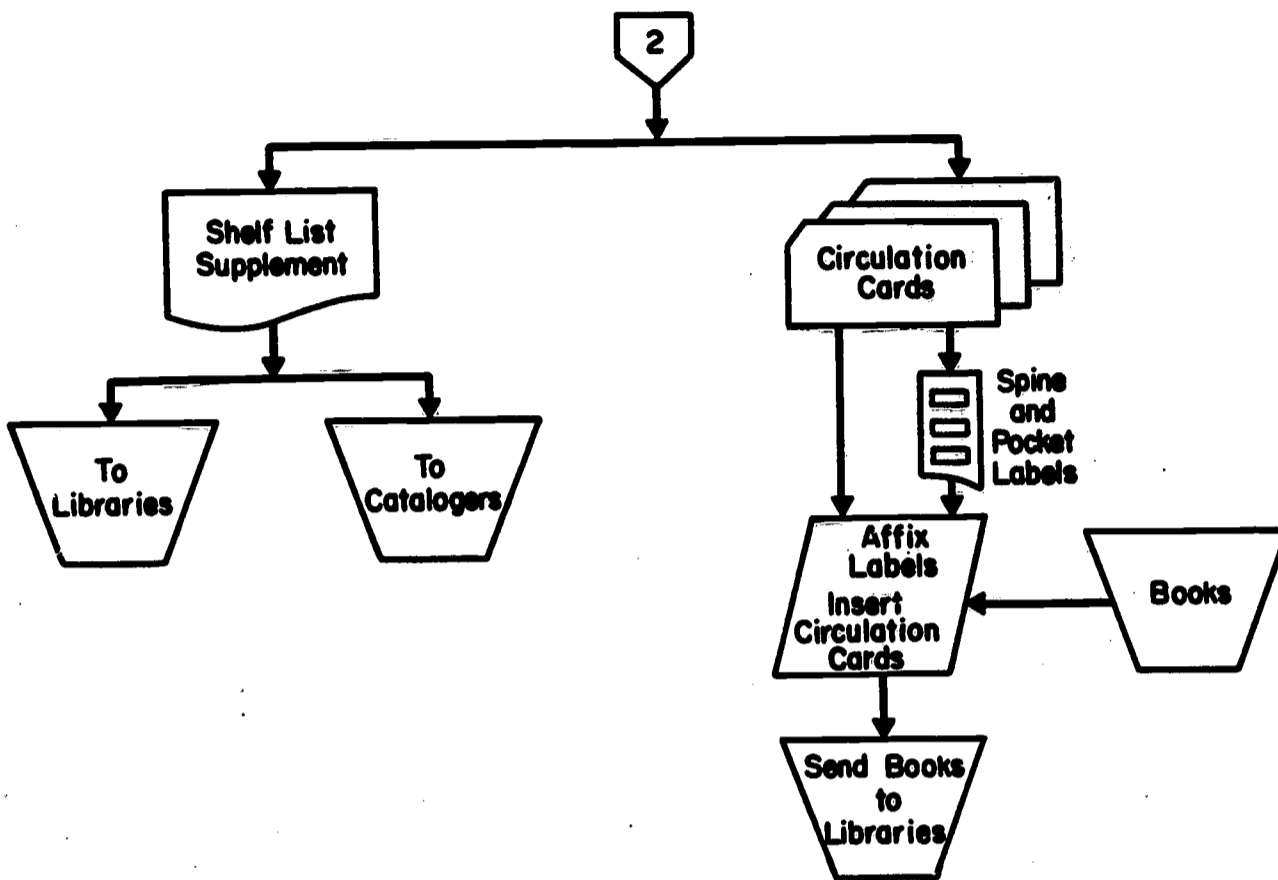 2
Shelf List
Supplement
To
Libraries
To
Catalogers
Circulation
Cards
Spine
and
Pocket
Labels
Affix
Labels
Insert
Circulation
Cards
Books
Send Books
to
Libraries